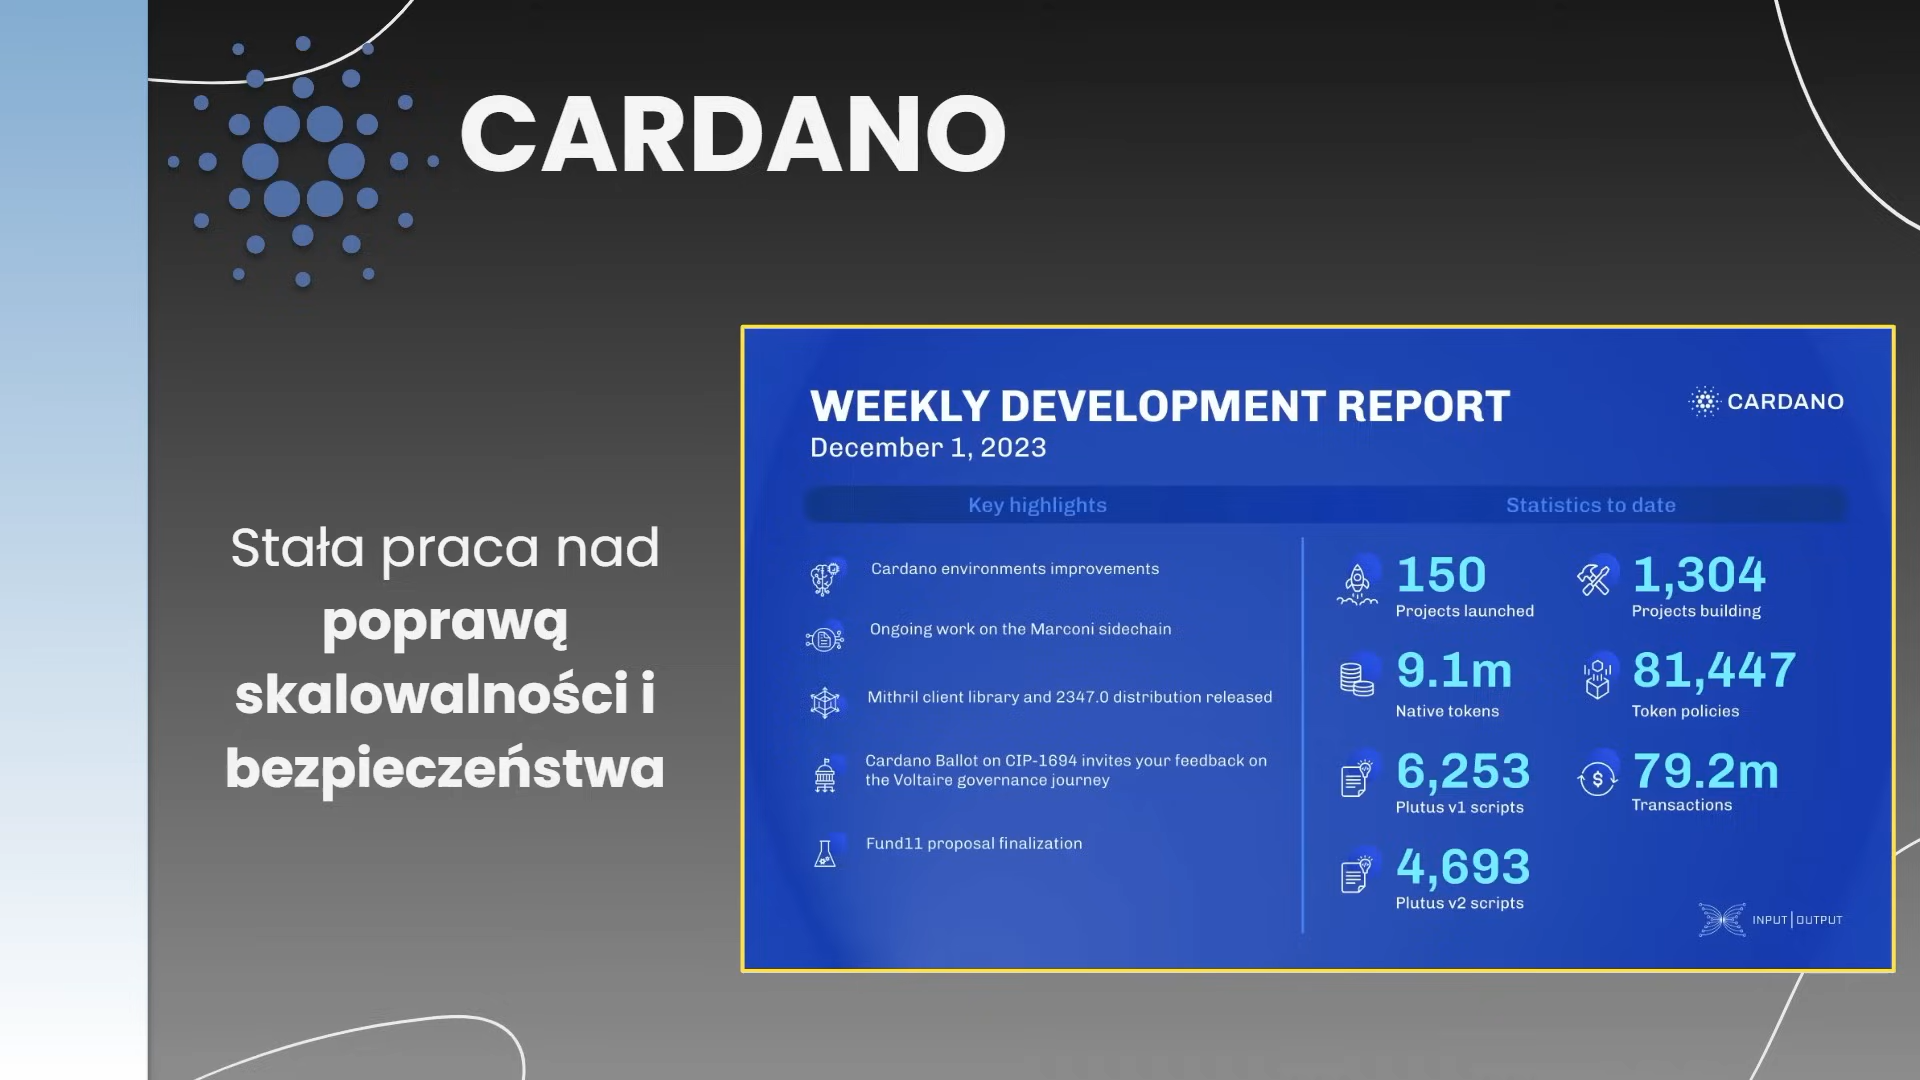 CARDANO
Stała praca nad
poprawą
skalowalności i
bezpieczeństwa
WEEKLY DEVELOPMENT REPORT
December 1, 2023
CARDANO
Key highlights
Cardano environments improvements
Ongoing work on the Marconi sidechain
Mithril client library and 2347.0 distribution released
Cardano Ballot on CIP-1694 invites your feedback on
the Voltaire governance journey
Fund11 proposal finalization
Statistics to date
150
Projects launched
1,304
Projects building
9.1m
Native tokens
81,447
Token policies
6,253
Plutus v1 scripts
79.2m
Transactions
4,693
Plutus v2 scripts
INPUT|OUTPUT